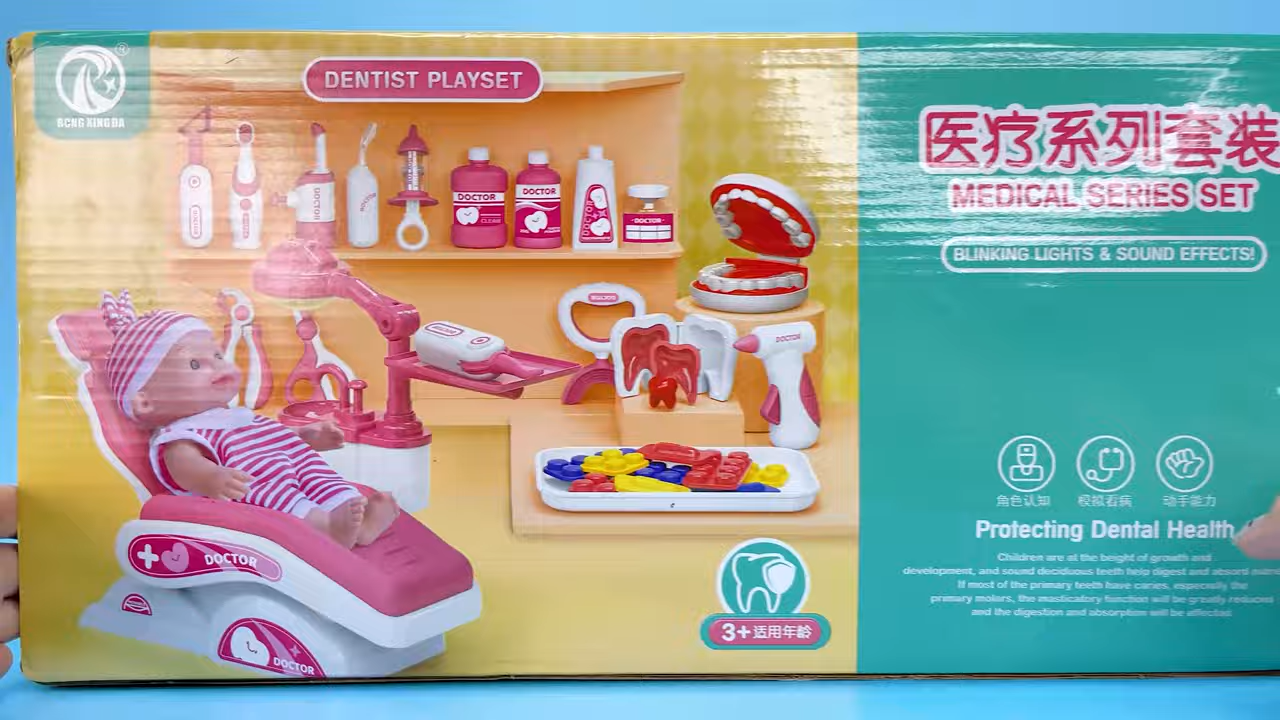 BCNG XINGDA
®
DENTIST PLAYSET
DOCTOR
DOCTOR
CLEAN
DOCTOR
DOCTOR
DOCTOR
DOCTOR
DOCTOR
DOCTOR
3+适用年龄
医疗系列套装
MEDICAL SERIES SET
BLINKING LIGHTS & SOUND EFFECTS!
角色认知
模拟看病
动手能力
Protecting Dental Health
Children are at the height of growth and
development, and sound deciduous teeth help digest and absorb
If most of the primary teeth have caries, especially the
primary molars, the masticatory function will be greatly reduced
and the digestion and absorption will be affected.